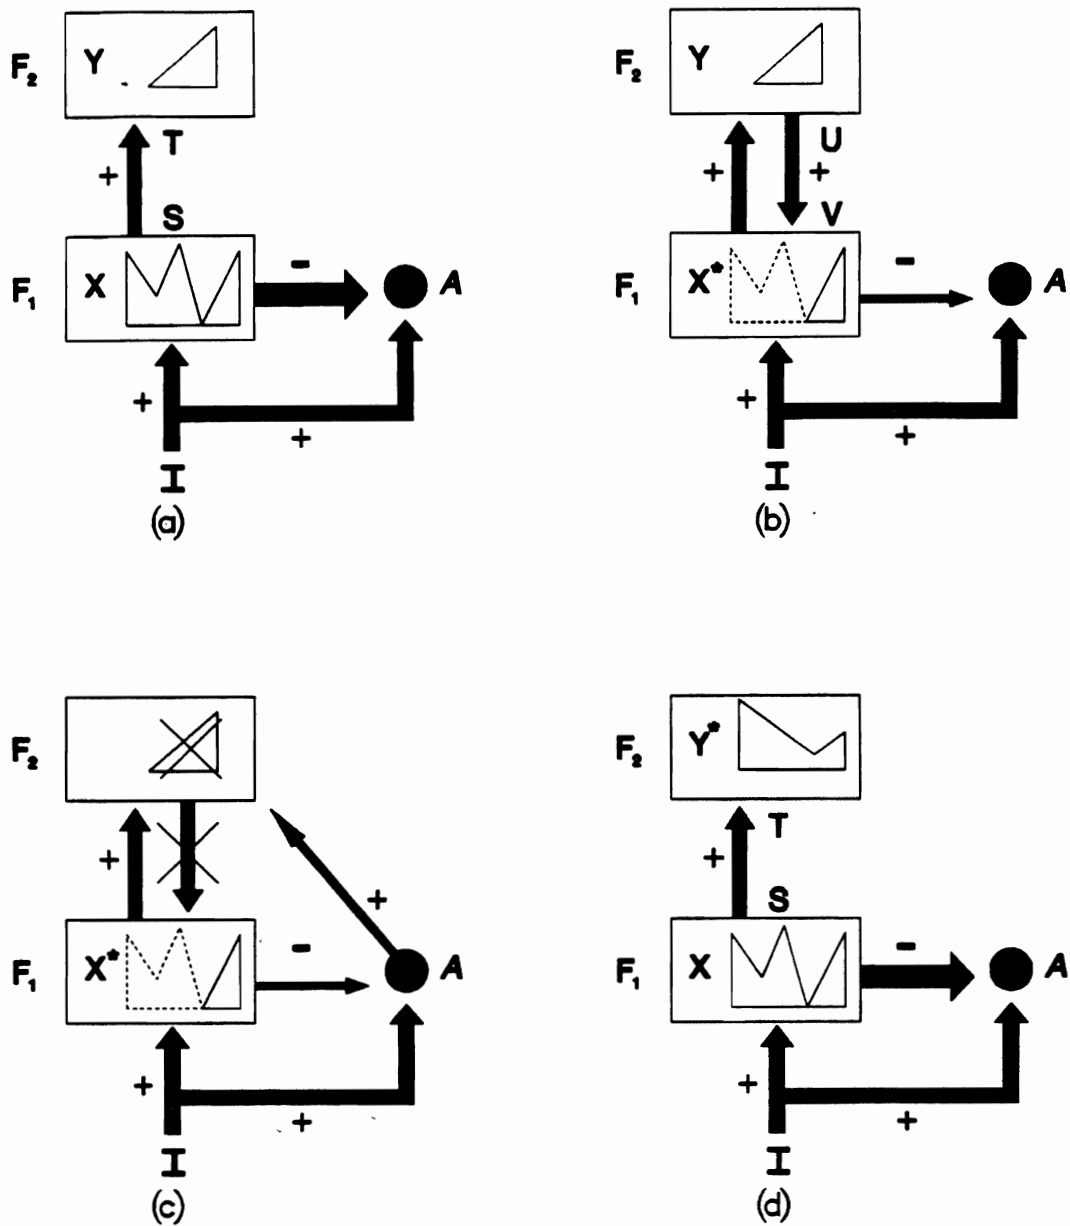 F₂ Y
T
+
S
F₁ X - A
+
+
I
(a)
F₂ Y
U
+ +
V
F₁ X* - A
+
+
I
(b)
F₂
+ +
F₁ X* - A
+
+
I
(c)
F₂ Y*
T
+
S
F₁ X - A
+
+
I
(d)